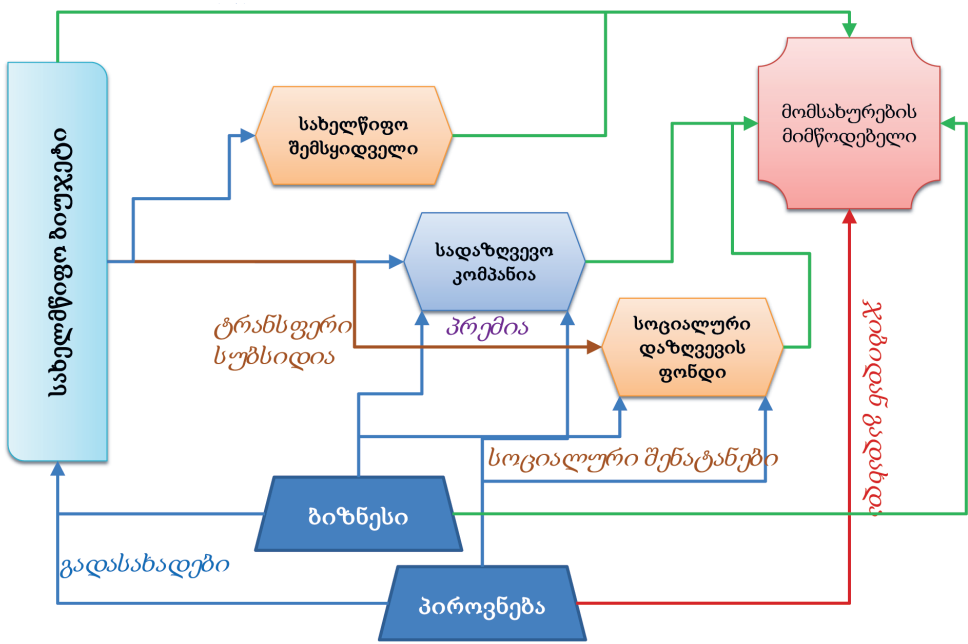 სახელმწიფო ბიუჯეტი
სახელწიფო
შემსყიდველი
მომსახურების
მიმწოდებელი
სადაზღვევო
კომპანია
ტრანსფერი
სუბსიდია
პრემია
სოციალური
დაზღვევის
ფონდი
ჯიბიდან გადახდა
სოციალური შენატანები
ბიზნესი
გადასახადები
პიროვნება